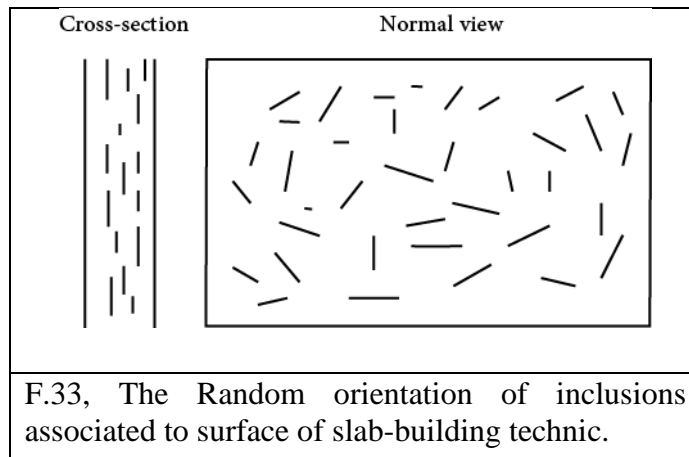 Cross-section Normal view
F.33, The Random orientation of inclusions
associated to surface of slab-building technic.